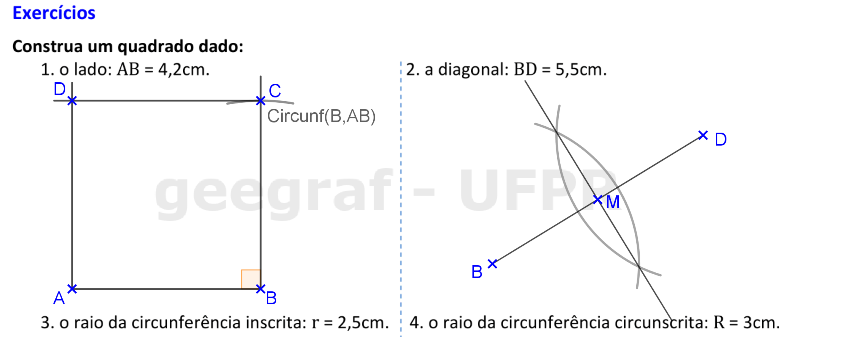 Exercícios
Construa um quadrado dado:
1. o lado: AB = 4,2cm.
2. a diagonal: BD = 5,5cm.
D
C
Circunf(B,AB)
D
geegraf - UFPR
M
B
A
B
3. o raio da circunferência inscrita: r = 2,5cm.
4. o raio da circunferência circunscrita: R = 3cm.